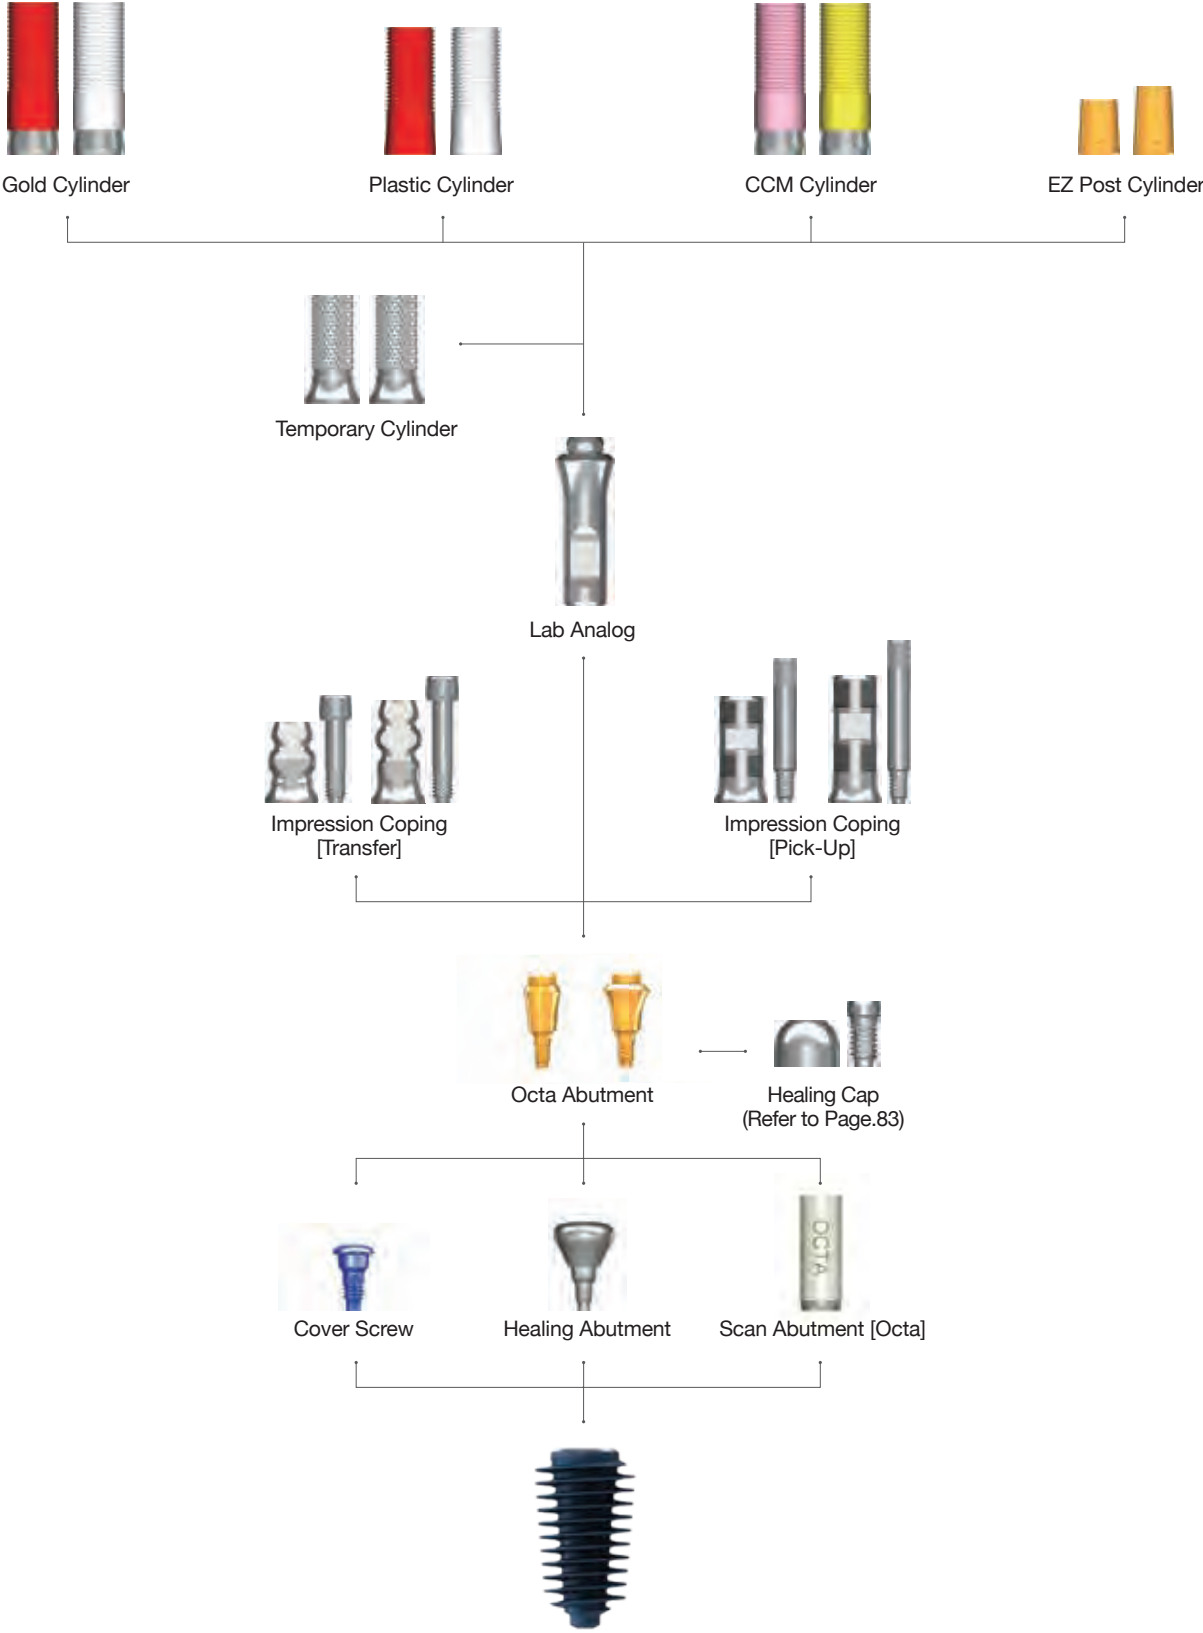 Gold Cylinder
Plastic Cylinder
CCM Cylinder
EZ Post Cylinder
Temporary Cylinder
Lab Analog
Impression Coping
[Transfer]
Impression Coping
[Pick-Up]
Octa Abutment
Healing Cap
(Refer to Page.83)
OCTA
Cover Screw
Healing Abutment
Scan Abutment [Octa]